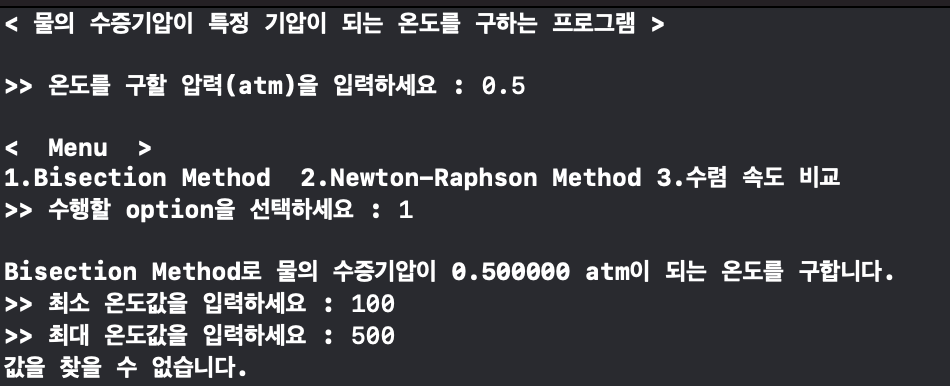 < 물의 수증기압이 특정 기압이 되는 온도를 구하는 프로그램 >
>> 온도를 구할 압력(atm)을 입력하세요 : 0.5
<  Menu  >
1.Bisection Method  2.Newton-Raphson Method 3.수렴 속도 비교
>> 수행할 option을 선택하세요 : 1
Bisection Method로 물의 수증기압이 0.500000 atm이 되는 온도를 구합니다.
>> 최소 온도값을 입력하세요 : 100
>> 최대 온도값을 입력하세요 : 500
값을 찾을 수 없습니다.